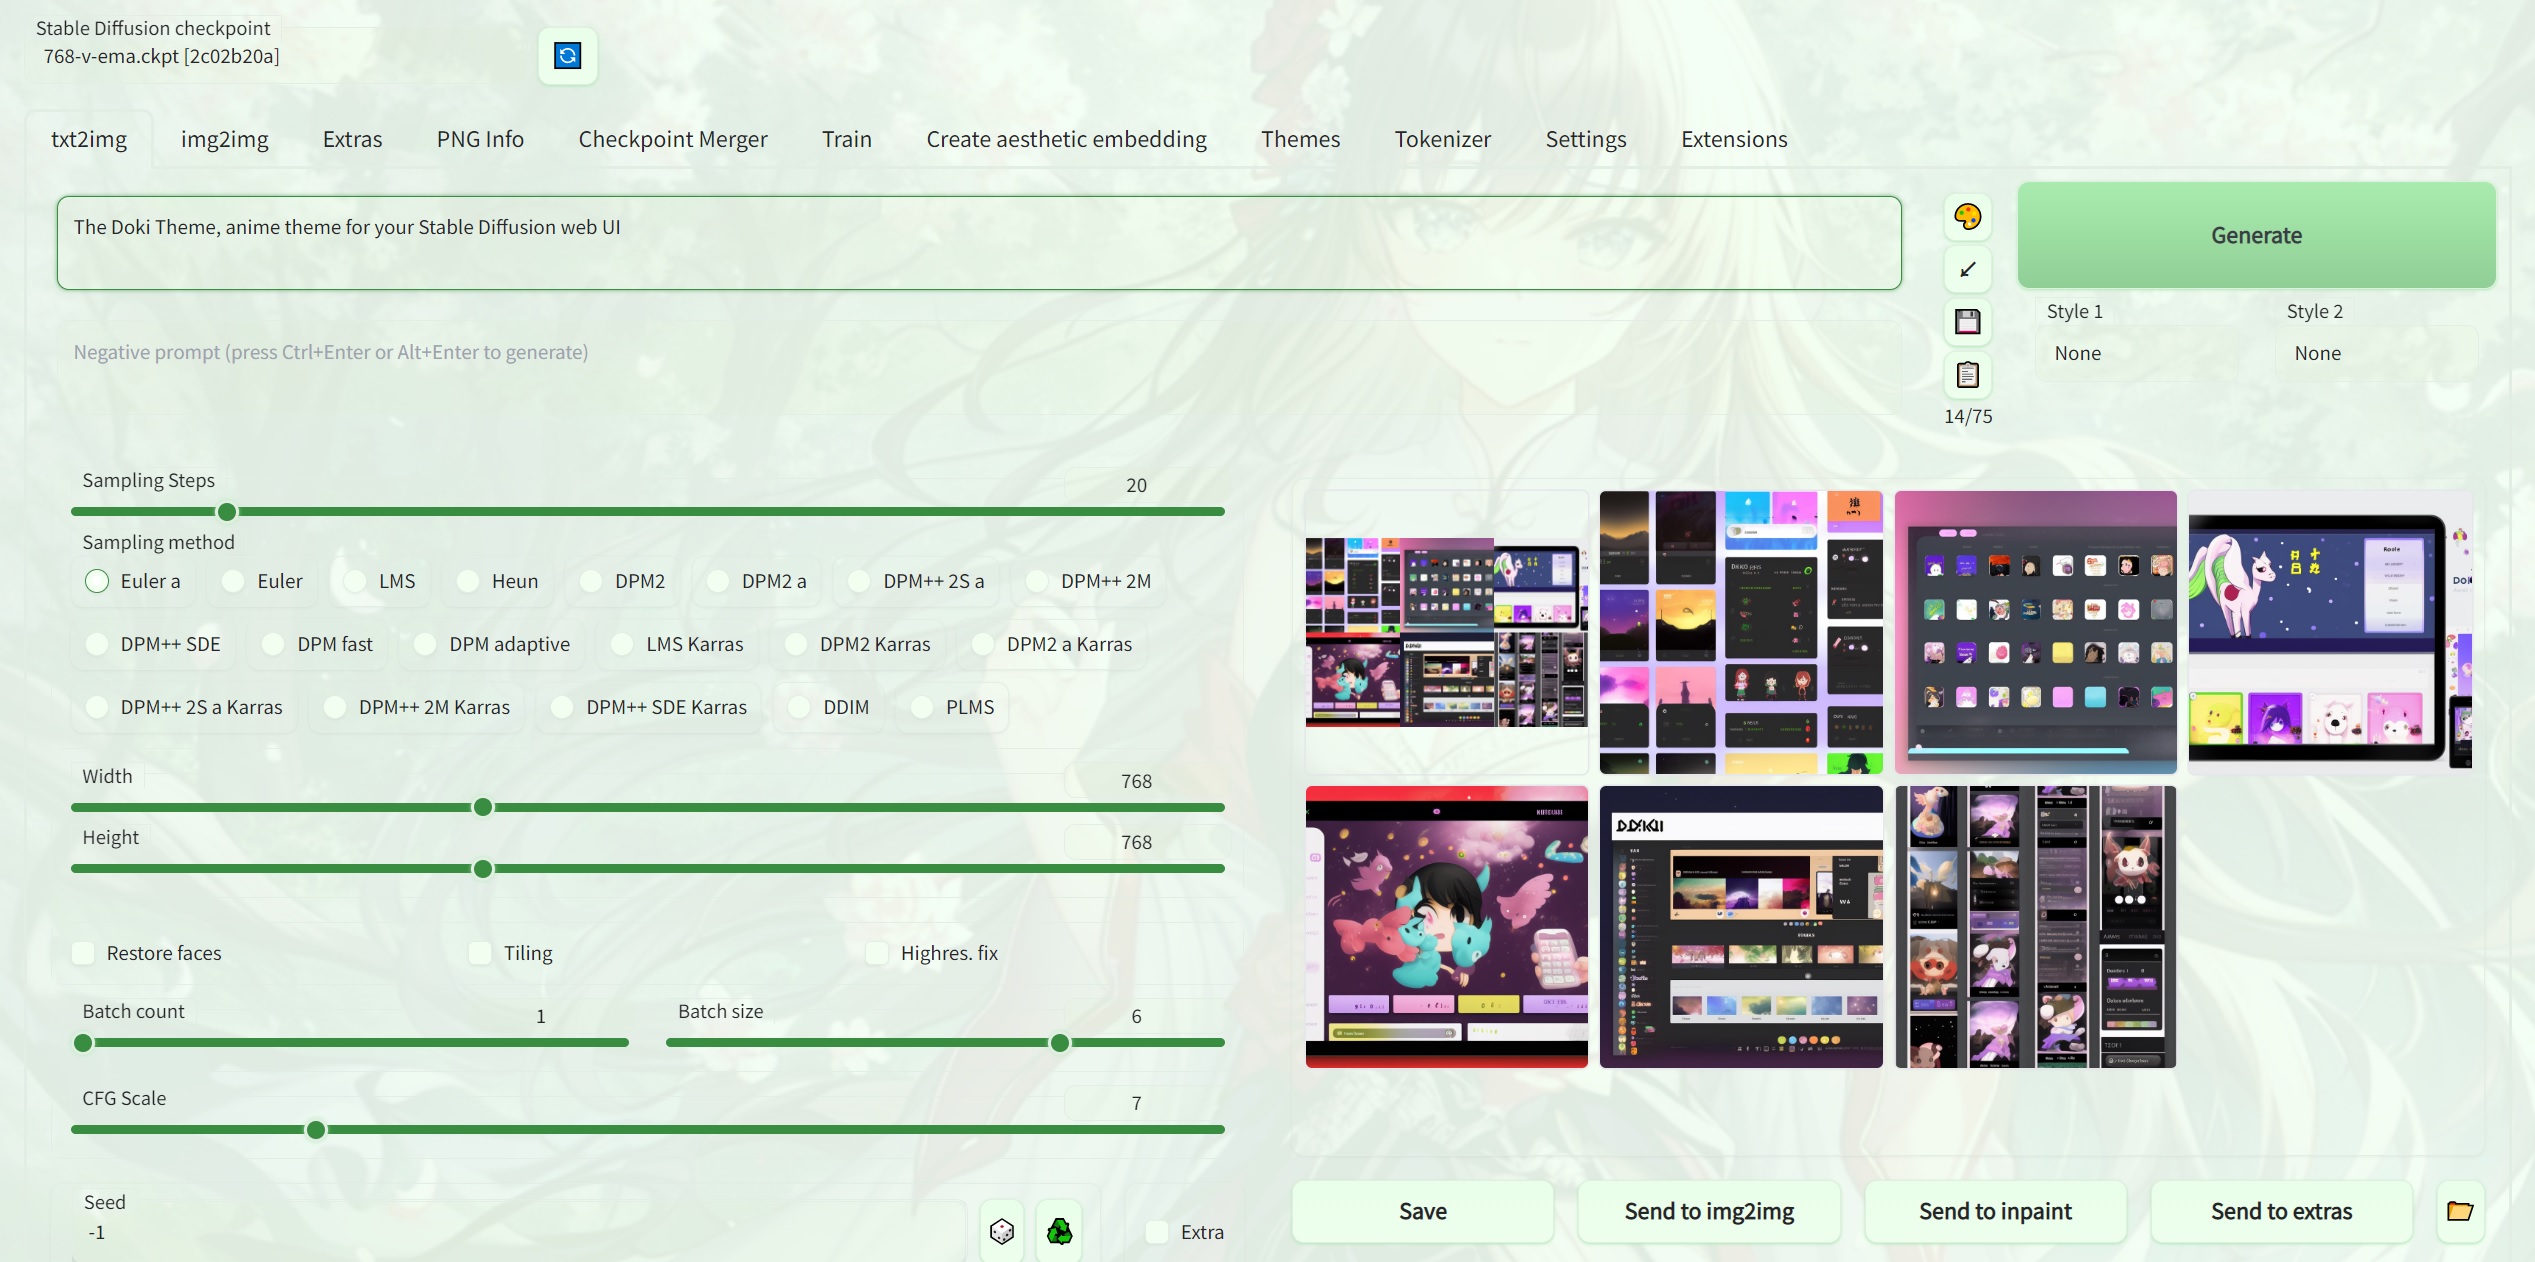 Stable Diffusion checkpoint
768-v-ema.ckpt [2c02b20a]
txt2img img2img Extras PNG Info Checkpoint Merger Train Create aesthetic embedding Themes Tokenizer Settings Extensions
The Doki Theme, anime theme for your Stable Diffusion web UI
Generate
Style 1 Style 2
None None
Negative prompt (press Ctrl+Enter or Alt+Enter to generate)
14/75
Sampling Steps 20
Sampling method
Euler a Euler LMS Heun DPM2 DPM2 a DPM++ 2S a DPM++ 2M
DPM++ SDE DPM fast DPM adaptive LMS Karras DPM2 Karras DPM2 a Karras
DPM++ 2S a Karras DPM++ 2M Karras DPM++ SDE Karras DDIM PLMS
Width 768
Height 768
Restore faces Tiling Highres. fix
Batch count 1 Batch size 6
CFG Scale 7
Seed
-1
Extra
Save Send to img2img Send to inpaint Send to extras